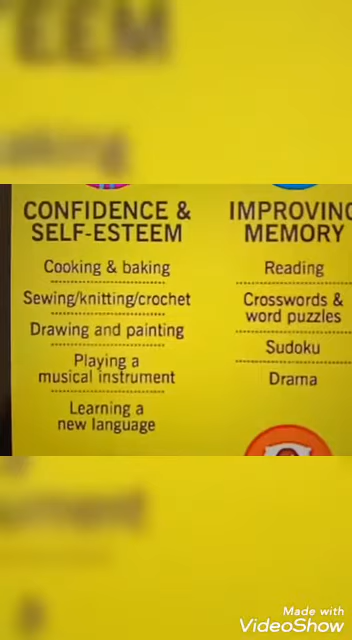 CONFIDENCE &
SELF-ESTEEM
Cooking & baking
Sewing/knitting/crochet
Drawing and painting
Playing a
musical instrument
Learning a
new language
IMPROVING
MEMORY
Reading
Crosswords &
word puzzles
Sudoku
Drama
Made with
VideoShow